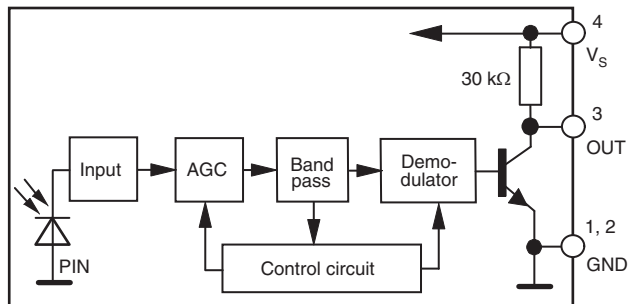 4
V_S
30 kΩ
3
OUT
Input
AGC
Band
pass
Demo-
dulator
1, 2
GND
PIN
Control circuit